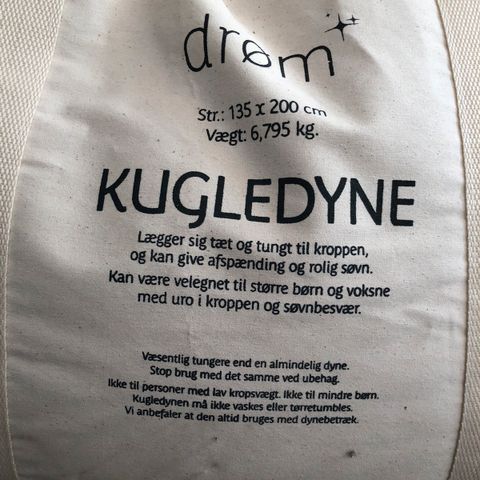 drøm
Str.: 135 x 200 cm
Vægt: 6,795 kg.
KUGLEDYNE
Lægger sig tæt og tungt til kroppen,
og kan give afspænding og rolig søvn.
Kan være velegnet til større børn og voksne
med uro i kroppen og søvnbesvær.
Væsentlig tungere end en almindelig dyne.
Stop brug med det samme ved ubehag.
Ikke til personer med lav kropsvægt. Ikke til mindre børn.
Kugledynen må ikke vaskes eller tørretumbles.
Vi anbefaler at den altid bruges med dynebetræk.